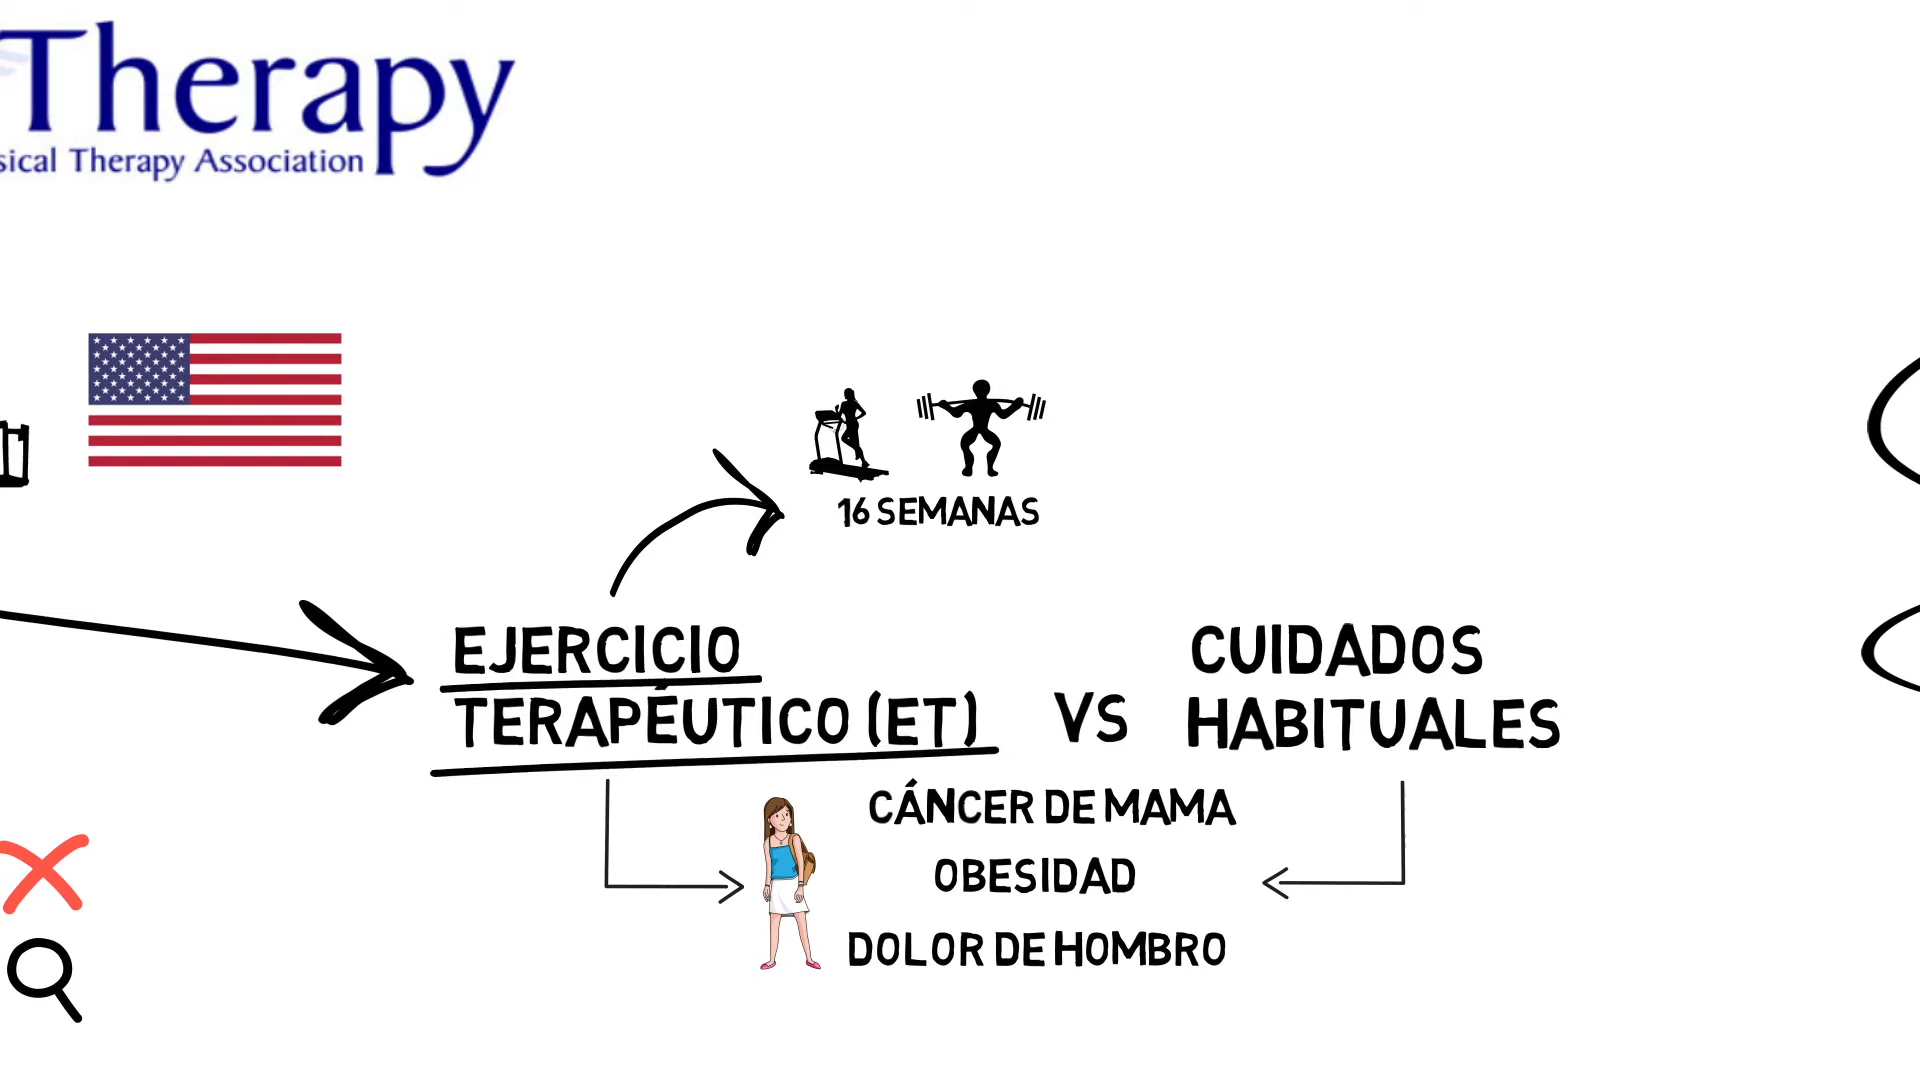 Therapy
sical Therapy Association
16 SEMANAS
EJERCICIO
TERAPÉUTICO (ET)
VS
CUIDADOS
HABITUALES
CÁNCER DE MAMA
OBESIDAD
DOLOR DE HOMBRO